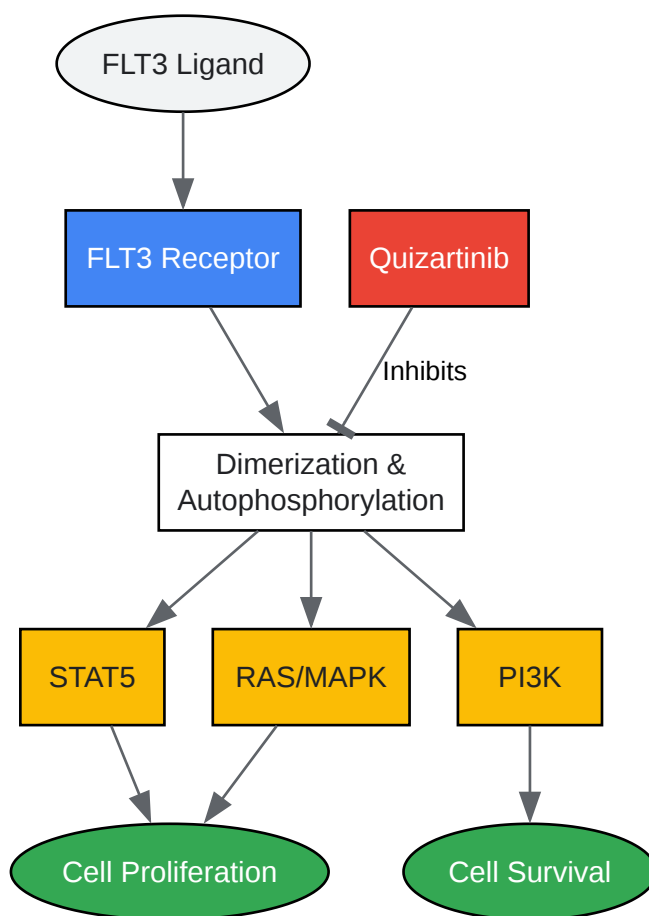 FLT3 Ligand
FLT3 Receptor
Quizartinib
Inhibits
Dimerization &
Autophosphorylation
STAT5
RAS/MAPK
PI3K
Cell Proliferation
Cell Survival